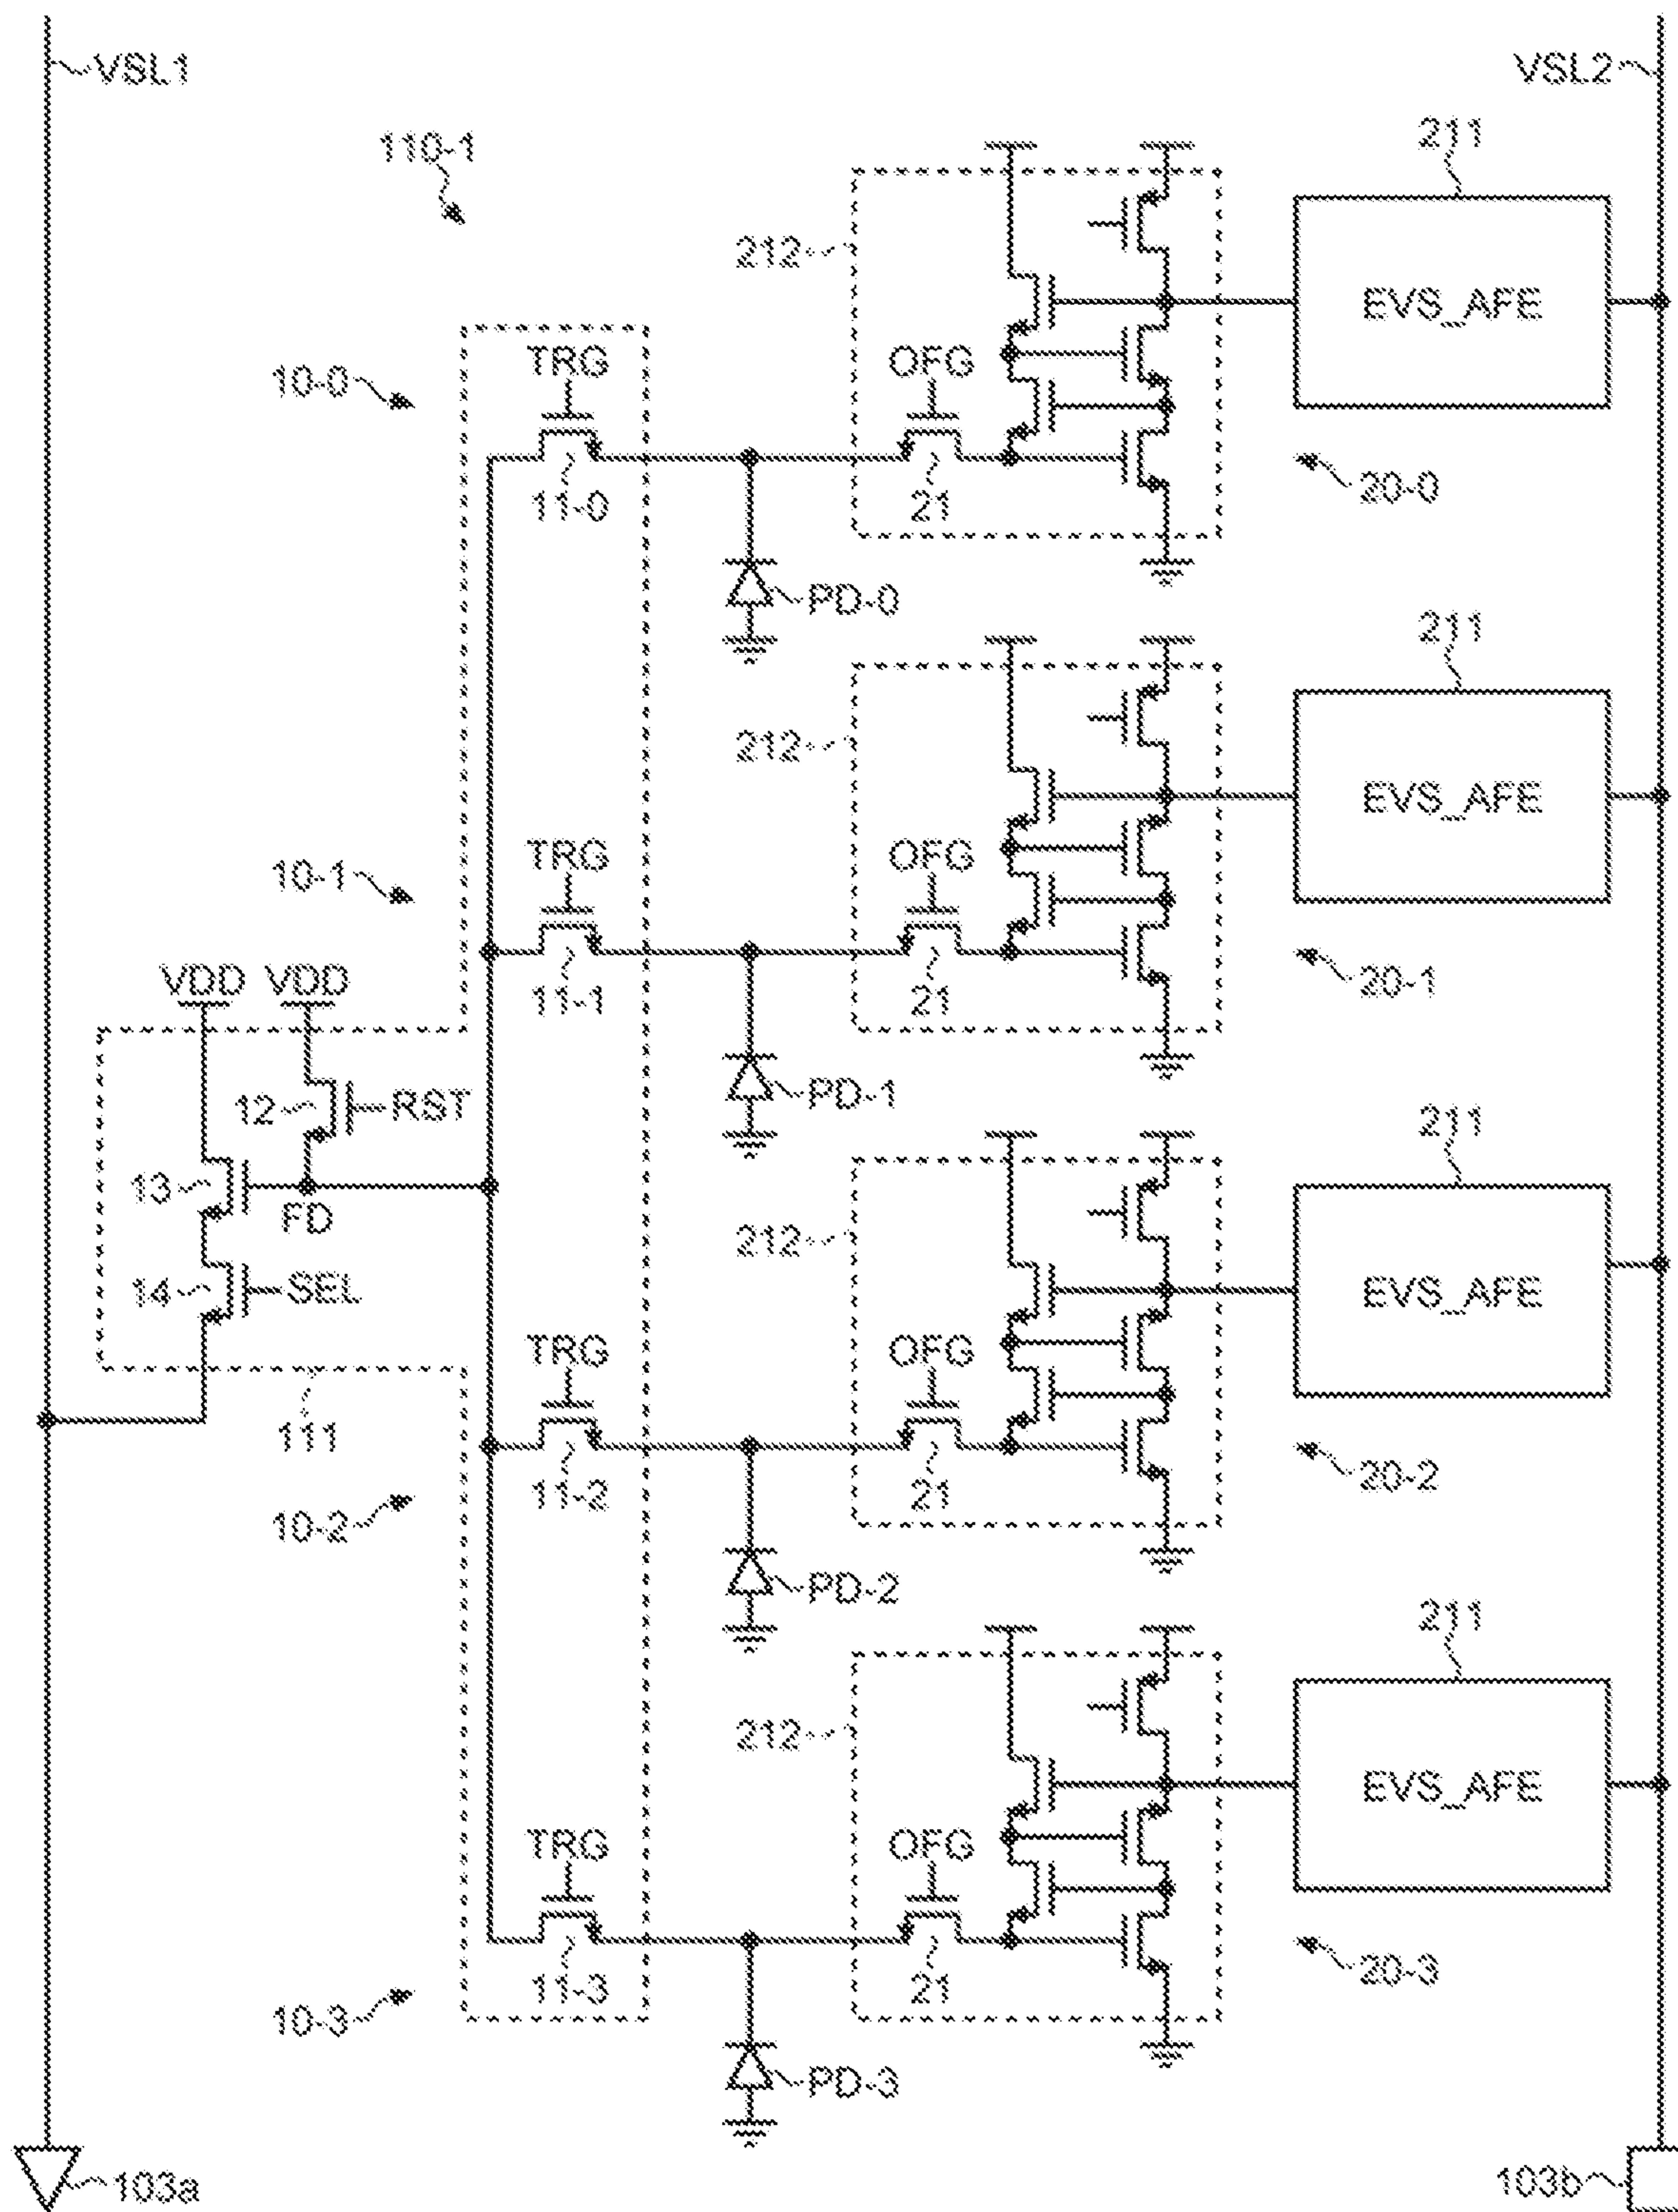 VSL1
VSL2
110-1
211
212
EVS_AFE
10-0
TRG
OFG
11-0
21
20-0
PD-0
211
212
EVS_AFE
10-1
TRG
OFG
11-1
21
20-1
VDD
VDD
PD-1
12
RST
211
13
FD
212
EVS_AFE
14
SEL
TRG
OFG
111
11-2
21
20-2
10-2
PD-2
211
212
EVS_AFE
TRG
OFG
11-3
21
20-3
10-3
PD-3
103a
103b